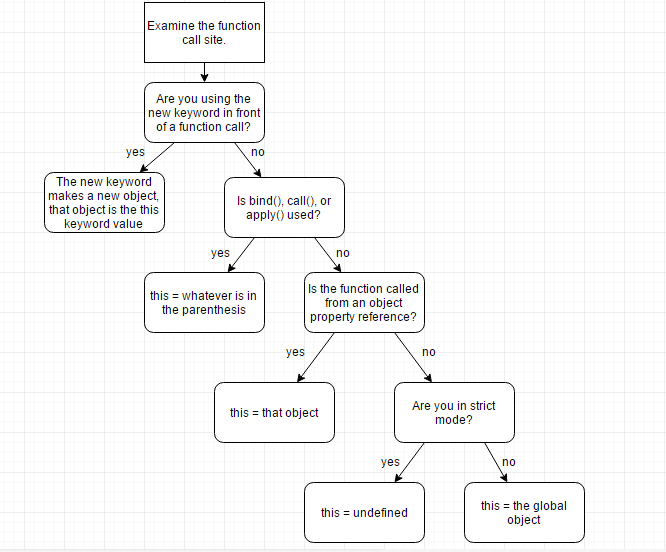 Examine the function
call site.
Are you using the
new keyword in front
of a function call?
yes
no
The new keyword
makes a new object,
that object is the this
keyword value
Is bind(), call(), or
apply() used?
yes
no
this = whatever is in
the parenthesis
Is the function called
from an object
property reference?
yes
no
this = that object
Are you in strict
mode?
yes
no
this = undefined
this = the global
object